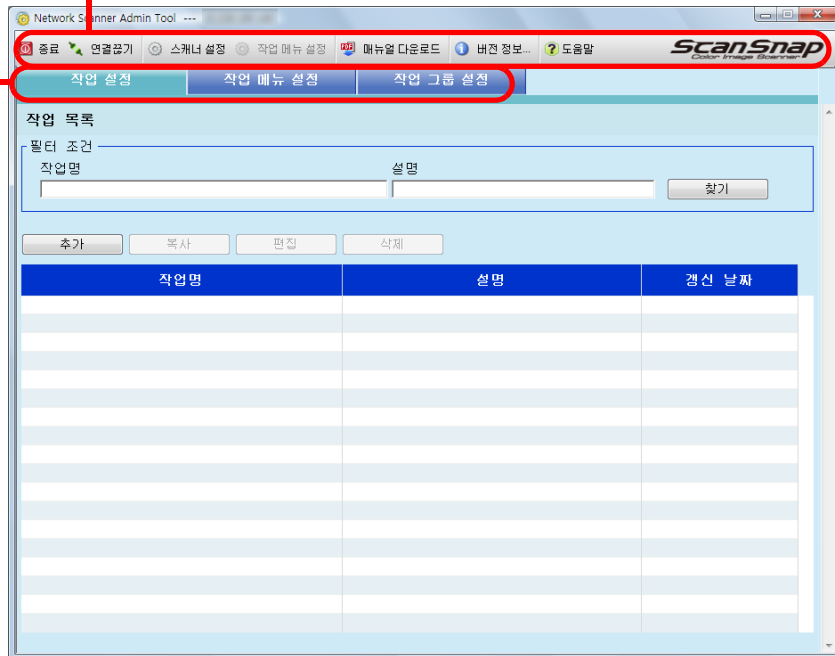 Network Scanner Admin Tool ---
종료 연결끊기 스캐너 설정 작업 메뉴 설정 매뉴얼 다운로드 버전 정보... 도움말 ScanSnap
Color Image Scanner
작업 설정 작업 메뉴 설정 작업 그룹 설정
작업 목록
필터 조건
작업명 설명
찾기
추가 복사 편집 삭제
작업명 설명 갱신 날짜